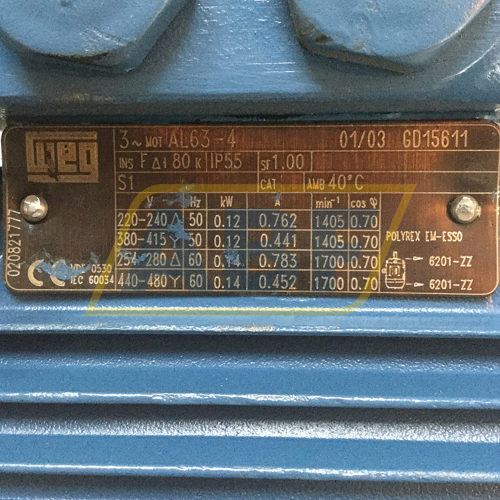 weg
3~ MOT AL63-4 01/03 GD15611
INS F Δt 80 K IP55 SF 1.00
S1 CAT AMB 40°C
V Hz kW A min⁻¹ cos φ
220-240 Δ 50 0.12 0.762 1405 0.70
380-415 Y 50 0.12 0.441 1405 0.70
254-280 Δ 60 0.14 0.783 1700 0.70
440-480 Y 60 0.14 0.452 1700 0.70
POLYREX EM-ESSO
6201-ZZ
6201-ZZ
CE VDE 0530
IEC 60034
020821777